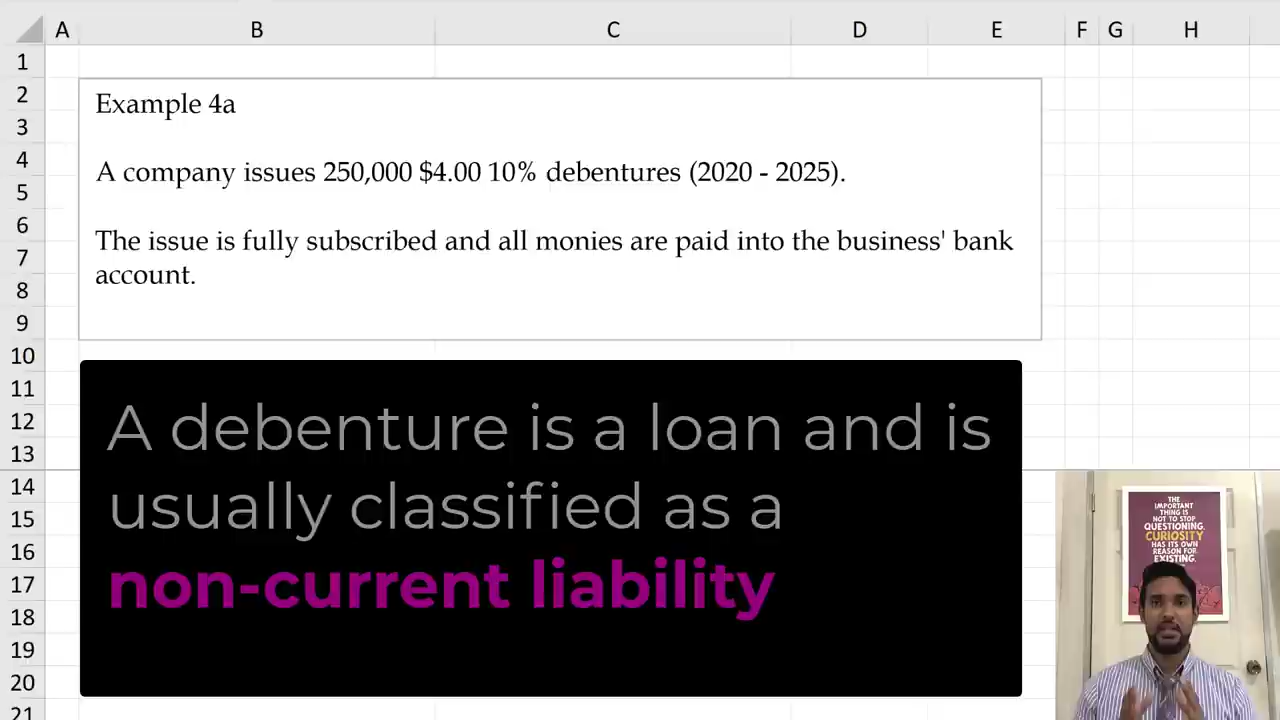 A B C D E F G H
1
2
3
4
5
6
7
8
9
10
11
12
13
14
15
16
17
18
19
20
21
Example 4a
A company issues 250,000 $4.00 10% debentures (2020 - 2025).
The issue is fully subscribed and all monies are paid into the business' bank
account.
A debenture is a loan and is
usually classified as a
non-current liability
THE
IMPORTANT
THING IS
NOT TO STOP
QUESTIONING.
CURIOSITY
HAS ITS OWN
REASON FOR
EXISTING.